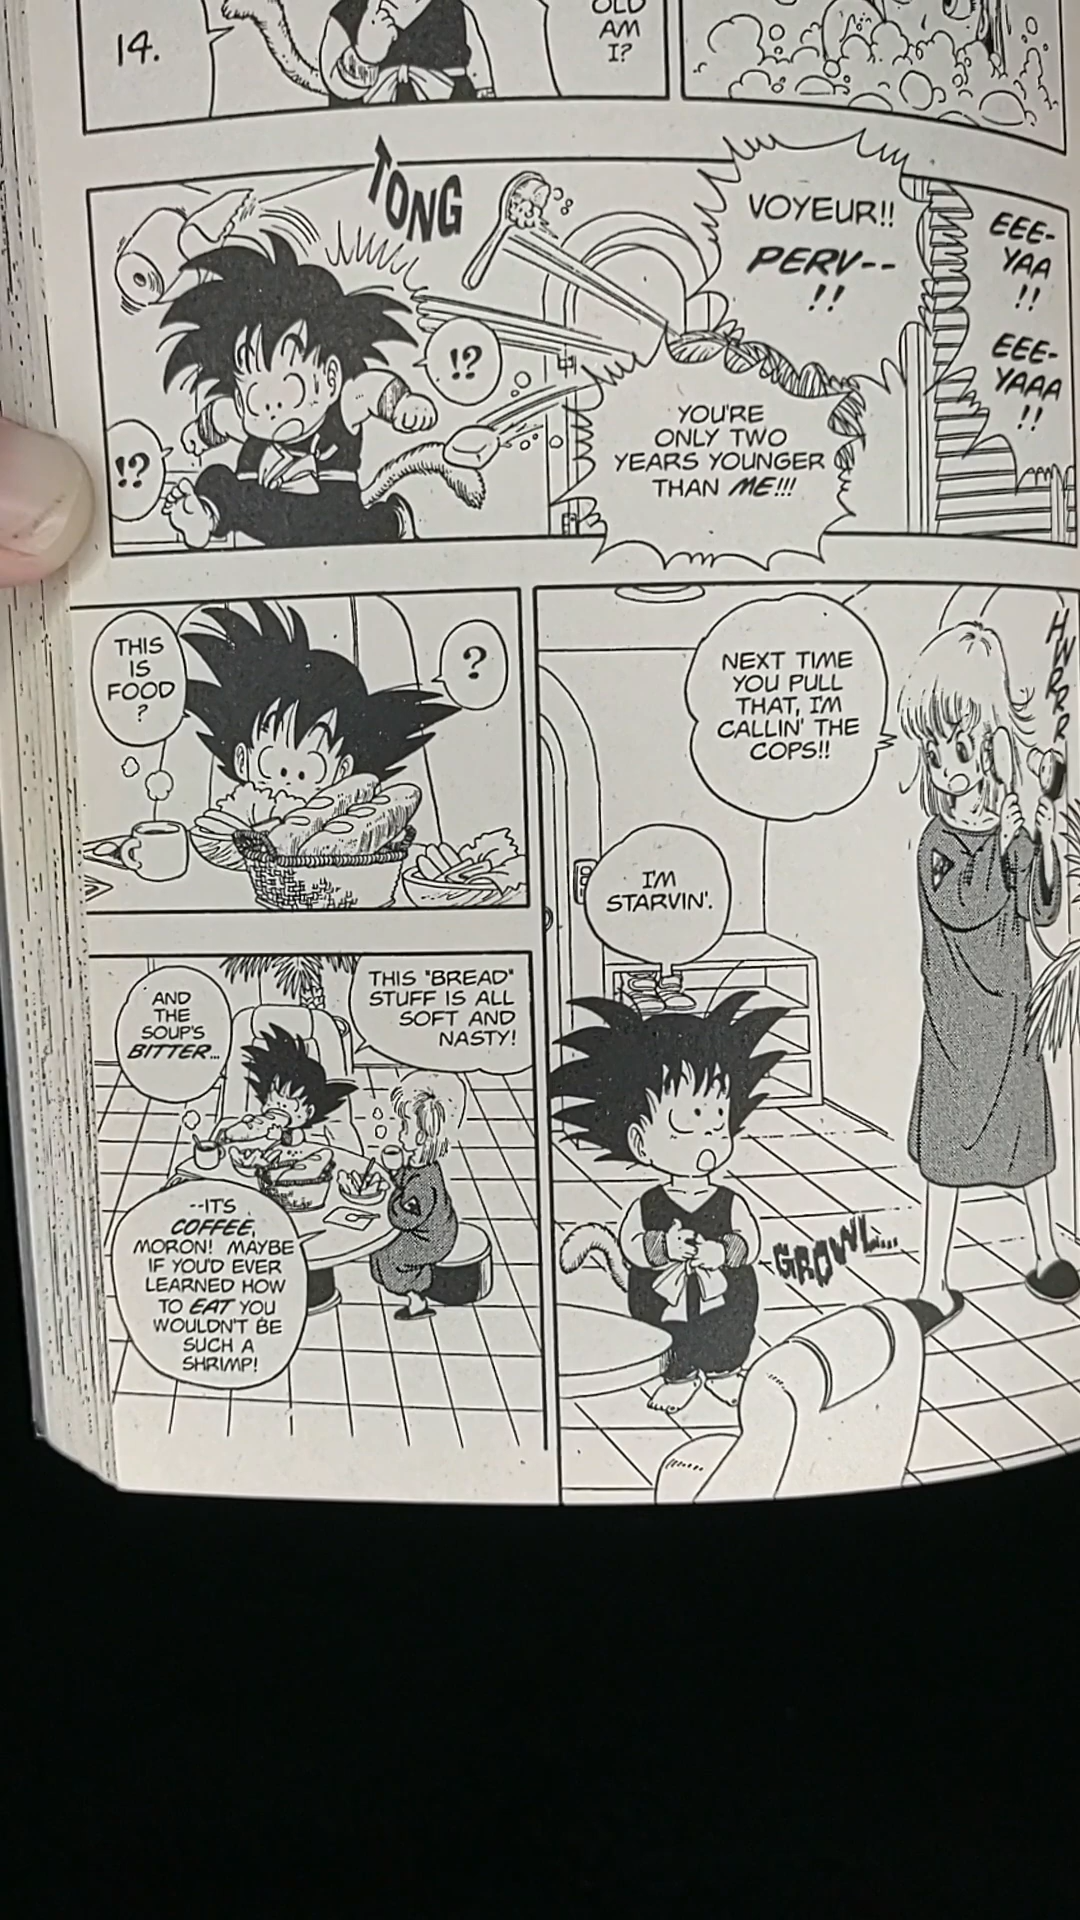 OLD
AM
I?
14.
EEE-
YAA
!!
EEE-
YAAA
!!
VOYEUR!!
PERV--
!!
YOU'RE
ONLY TWO
YEARS YOUNGER
THAN ME!!!
TONG
!?
!?
HWRRR
NEXT TIME
YOU PULL
THAT, I'M
CALLIN' THE
COPS!!
I'M
STARVIN'.
GROWL...
?
THIS
IS
FOOD
?
THIS "BREAD"
STUFF IS ALL
SOFT AND
NASTY!
AND
THE
SOUP'S
BITTER...
--IT'S
COFFEE,
MORON! MAYBE
IF YOU'D EVER
LEARNED HOW
TO EAT YOU
WOULDN'T BE
SUCH A
SHRIMP!